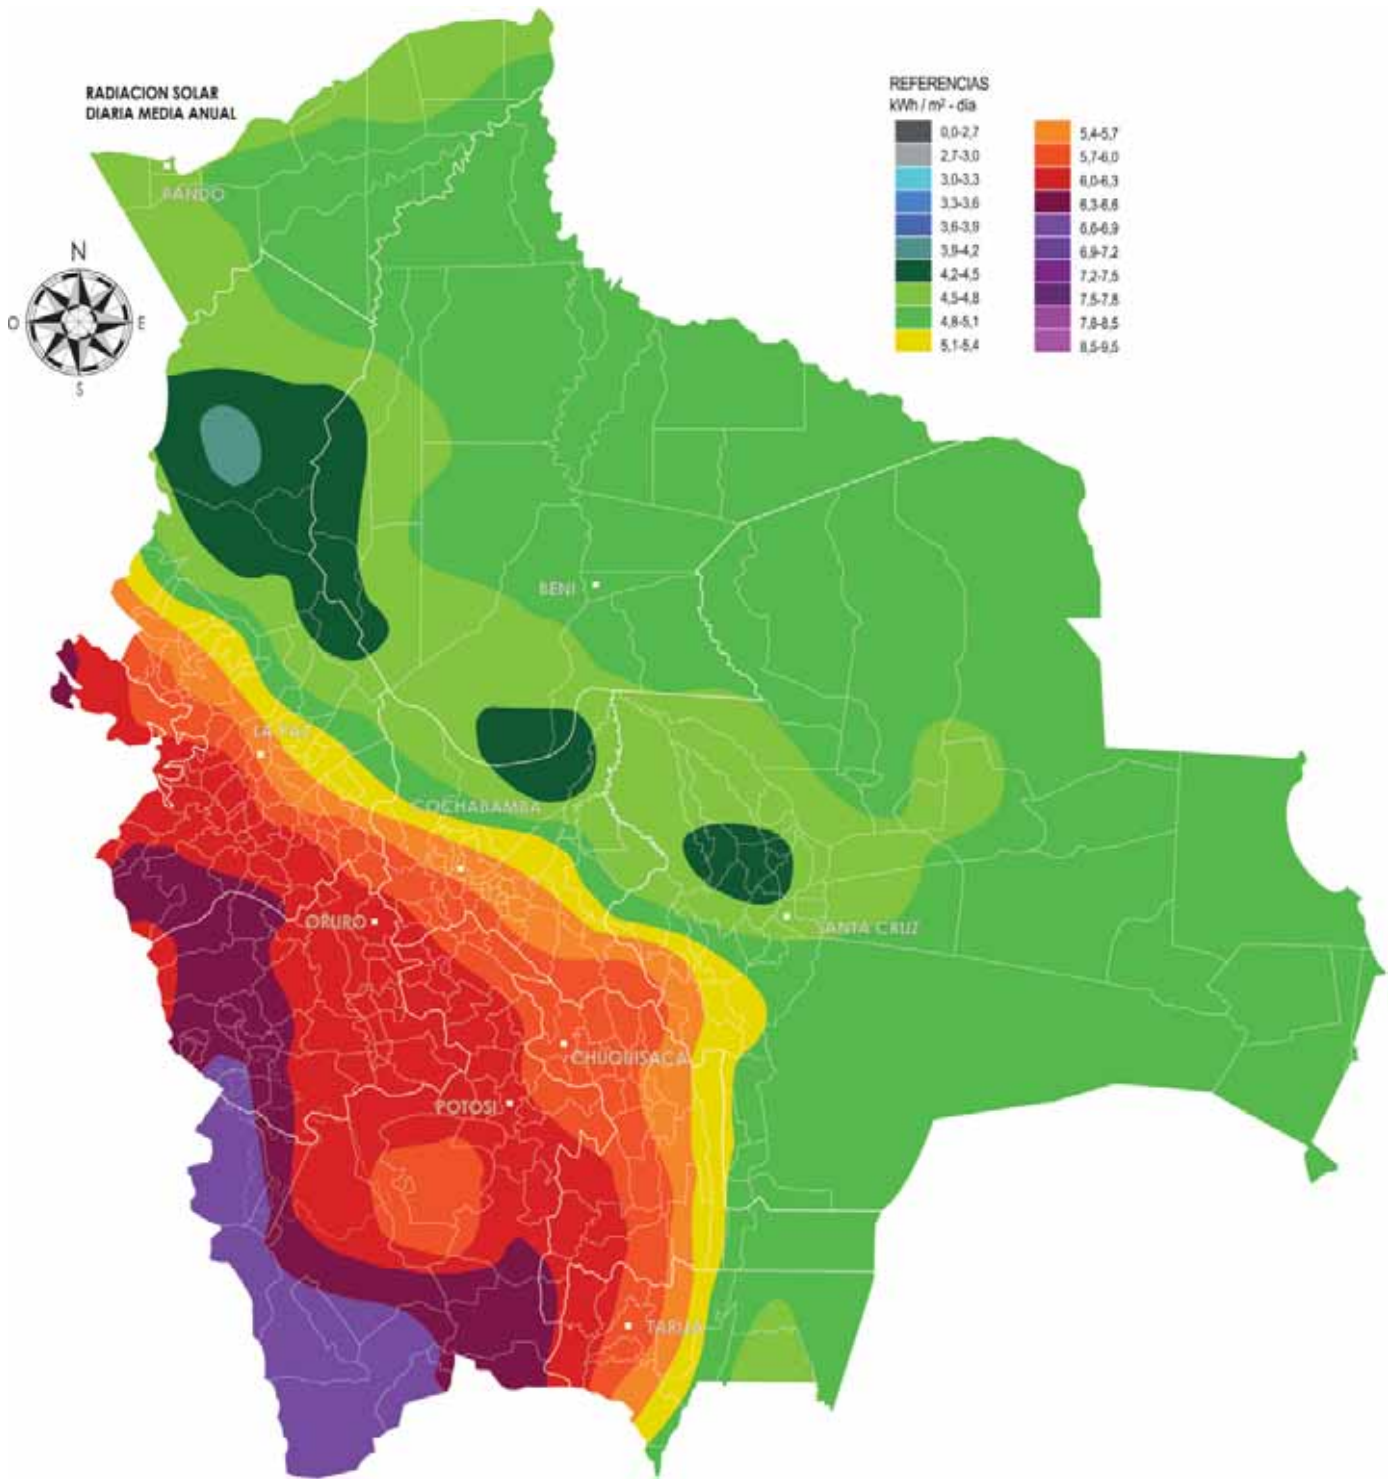 RADIACION SOLAR
DIARIA MEDIA ANUAL
REFERENCIAS
kWh / m² - día
0,0-2,7
2,7-3,0
3,0-3,3
3,3-3,6
3,6-3,9
3,9-4,2
4,2-4,5
4,5-4,8
4,8-5,1
5,1-5,4
5,4-5,7
5,7-6,0
6,0-6,3
6,3-6,6
6,6-6,9
6,9-7,2
7,2-7,5
7,5-7,8
7,8-8,5
8,5-9,5
PANDO
N
O
E
S
BENI
LA PAZ
COCHABAMBA
ORURO
SANTA CRUZ
CHUQUISACA
POTOSI
TARIJA